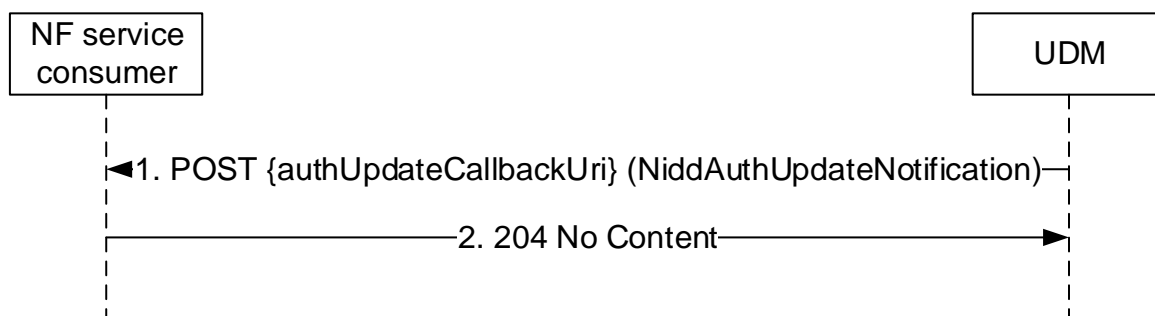 NF service
consumer
UDM
1. POST {authUpdateCallbackUri} (NiddAuthUpdateNotification)
2. 204 No Content